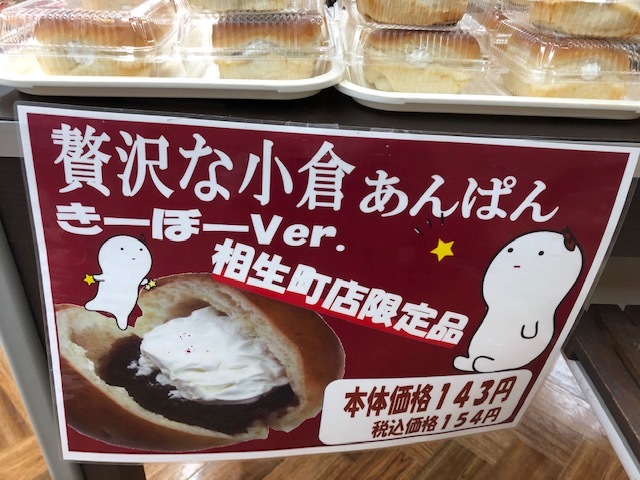 贅沢な小倉あんぱん
きーぼーVer.
相生町店限定品
本体価格143円
税込価格154円